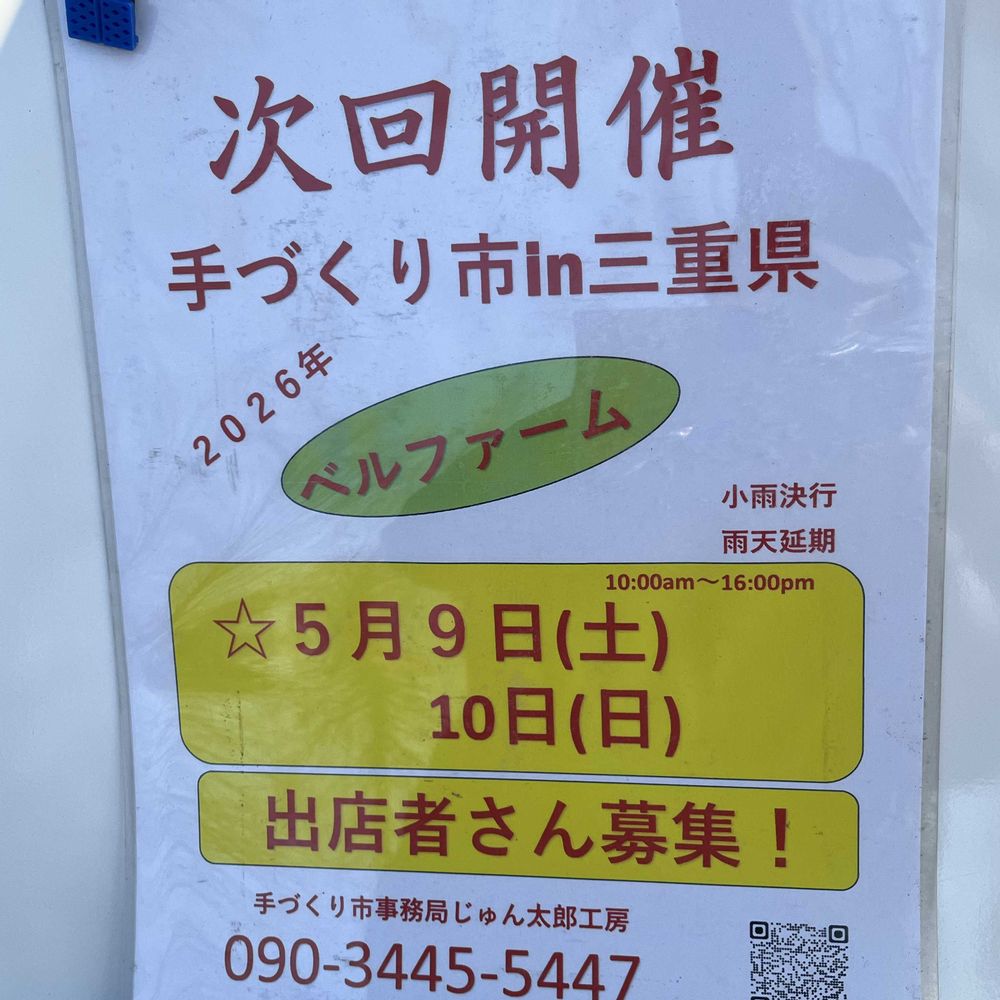 次回開催
手づくり市in三重県
2026年
ベルファーム
小雨決行
雨天延期
10:00am～16:00pm
☆5月9日(土)
10日(日)
出店者さん募集！
手づくり市事務局じゅん太郎工房
090-3445-5447